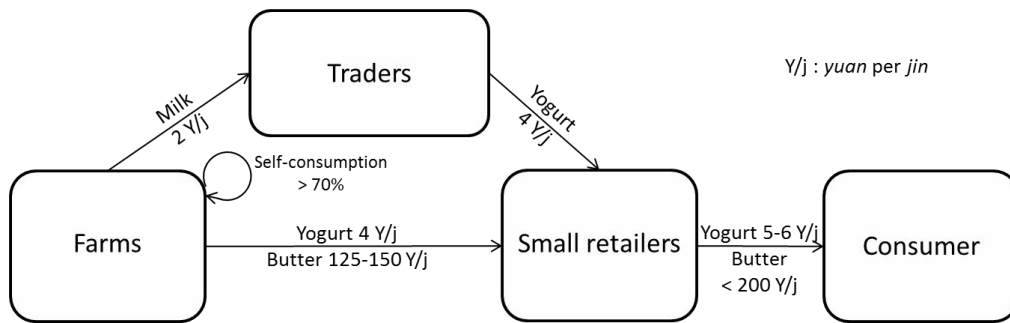 Traders
Y/j : yuan per jin
Milk
2 Y/j
Yogurt
4 Y/j
Self-consumption
> 70%
Farms
Yogurt 4 Y/j
Butter 125-150 Y/j
Small retailers
Yogurt 5-6 Y/j
Butter
< 200 Y/j
Consumer